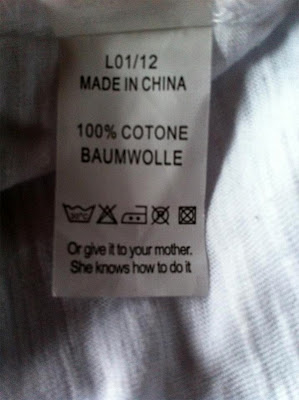 L01/12
MADE IN CHINA
100% COTONE
BAUMWOLLE
30°C
Or give it to your mother.
She knows how to do it